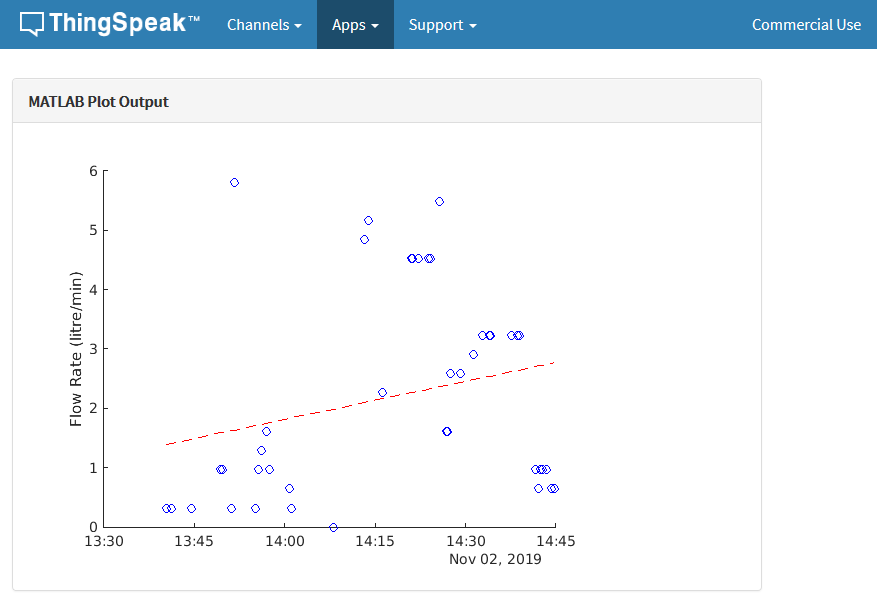 ThingSpeak™ Channels Apps Support Commercial Use
MATLAB Plot Output
6
5
4
3
2
1
0
Flow Rate (litre/min)
13:30 13:45 14:00 14:15 14:30 14:45
Nov 02, 2019